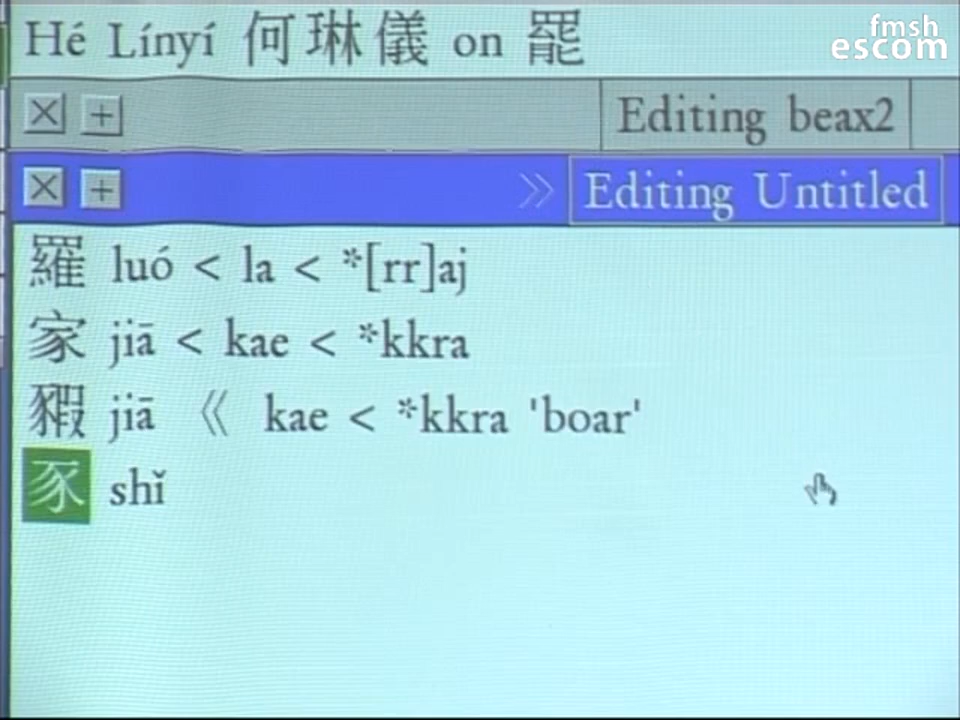 Hé Línyí 何琳儀 on 罷
fmsh
escom
Editing beax2
» Editing Untitled
羅 luó < la < *[rr]aj
家 jiā < kae < *kkra
豭 jiā 《 kae < *kkra 'boar'
豕 shǐ